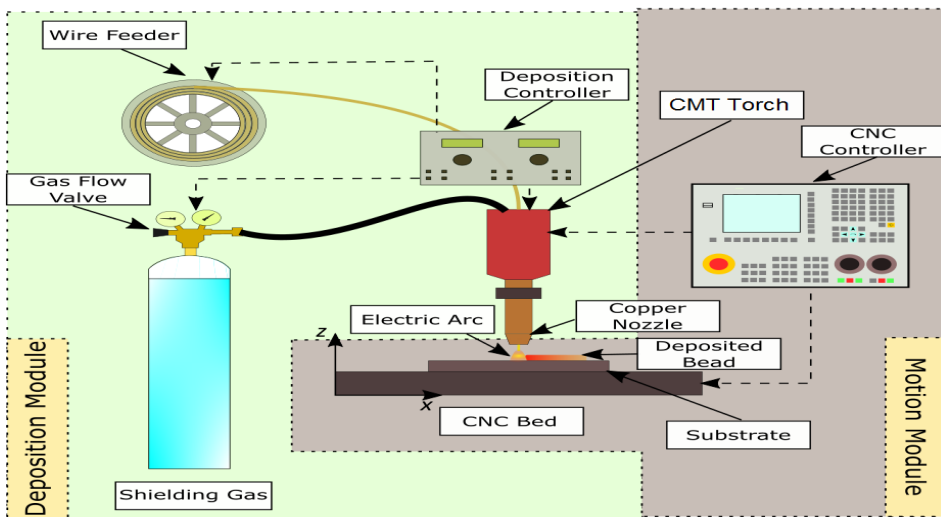 Wire Feeder
Deposition
Controller
CMT Torch
CNC
Controller
Gas Flow
Valve
Copper
Nozzle
Electric Arc
Deposited
Bead
z
x
CNC Bed
Substrate
Shielding Gas
Deposition Module
Motion Module